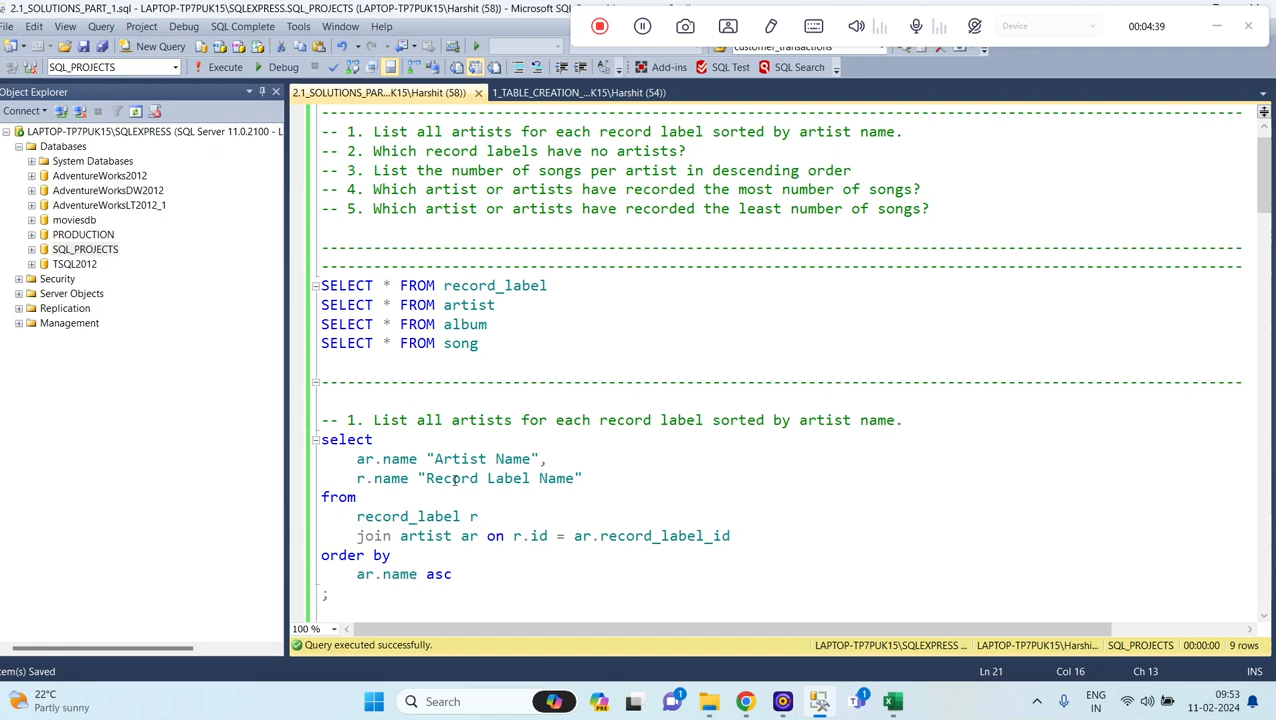 2.1_SOLUTIONS_PART_1.sql - LAPTOP-TP7PUK15\SQLEXPRESS.SQL_PROJECTS (LAPTOP-TP7PUK15\Harshit (58)) - Microsoft SQL
Device
00:04:39
File Edit View Query Project Debug SQL Complete Tools Window Help
New Query
customer_transactions
SQL_PROJECTS
Execute
Debug
Add-ins
SQL Test
SQL Search
Object Explorer
2.1_SOLUTIONS_PAR...K15\Harshit (58))
1_TABLE_CREATION_...K15\Harshit (54))
Connect
LAPTOP-TP7PUK15\SQLEXPRESS (SQL Server 11.0.2100 - L
Databases
System Databases
AdventureWorks2012
AdventureWorksDW2012
AdventureWorksLT2012_1
moviesdb
PRODUCTION
SQL_PROJECTS
TSQL2012
Security
Server Objects
Replication
Management
-- 1. List all artists for each record label sorted by artist name.
-- 2. Which record labels have no artists?
-- 3. List the number of songs per artist in descending order
-- 4. Which artist or artists have recorded the most number of songs?
-- 5. Which artist or artists have recorded the least number of songs?
SELECT * FROM record_label
SELECT * FROM artist
SELECT * FROM album
SELECT * FROM song
-- 1. List all artists for each record label sorted by artist name.
select
ar.name "Artist Name",
r.name "Record Label Name"
from
record_label r
join artist ar on r.id = ar.record_label_id
order by
ar.name asc
;
100 %
Query executed successfully.
LAPTOP-TP7PUK15\SQLEXPRESS ...
LAPTOP-TP7PUK15\Harshi...
SQL_PROJECTS
00:00:00
9 rows
tem(s) Saved
Ln 21
Col 16
Ch 13
INS
22°C
Partly sunny
Search
1
1
ENG
IN
09:53
11-02-2024